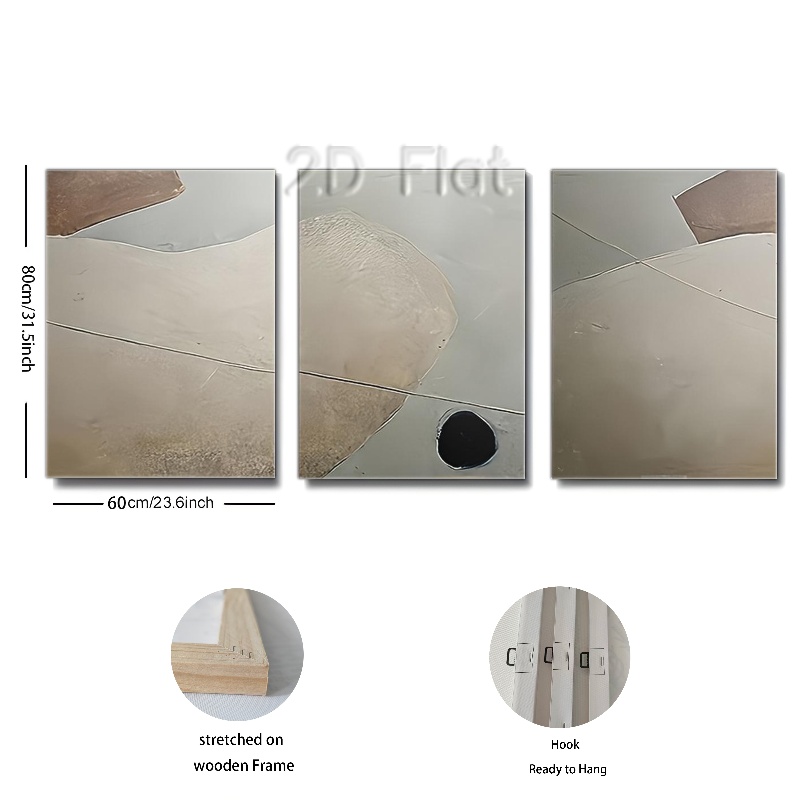 2D Flat
80cm/31.5inch
60cm/23.6inch
stretched on
wooden Frame
Hook
Ready to Hang